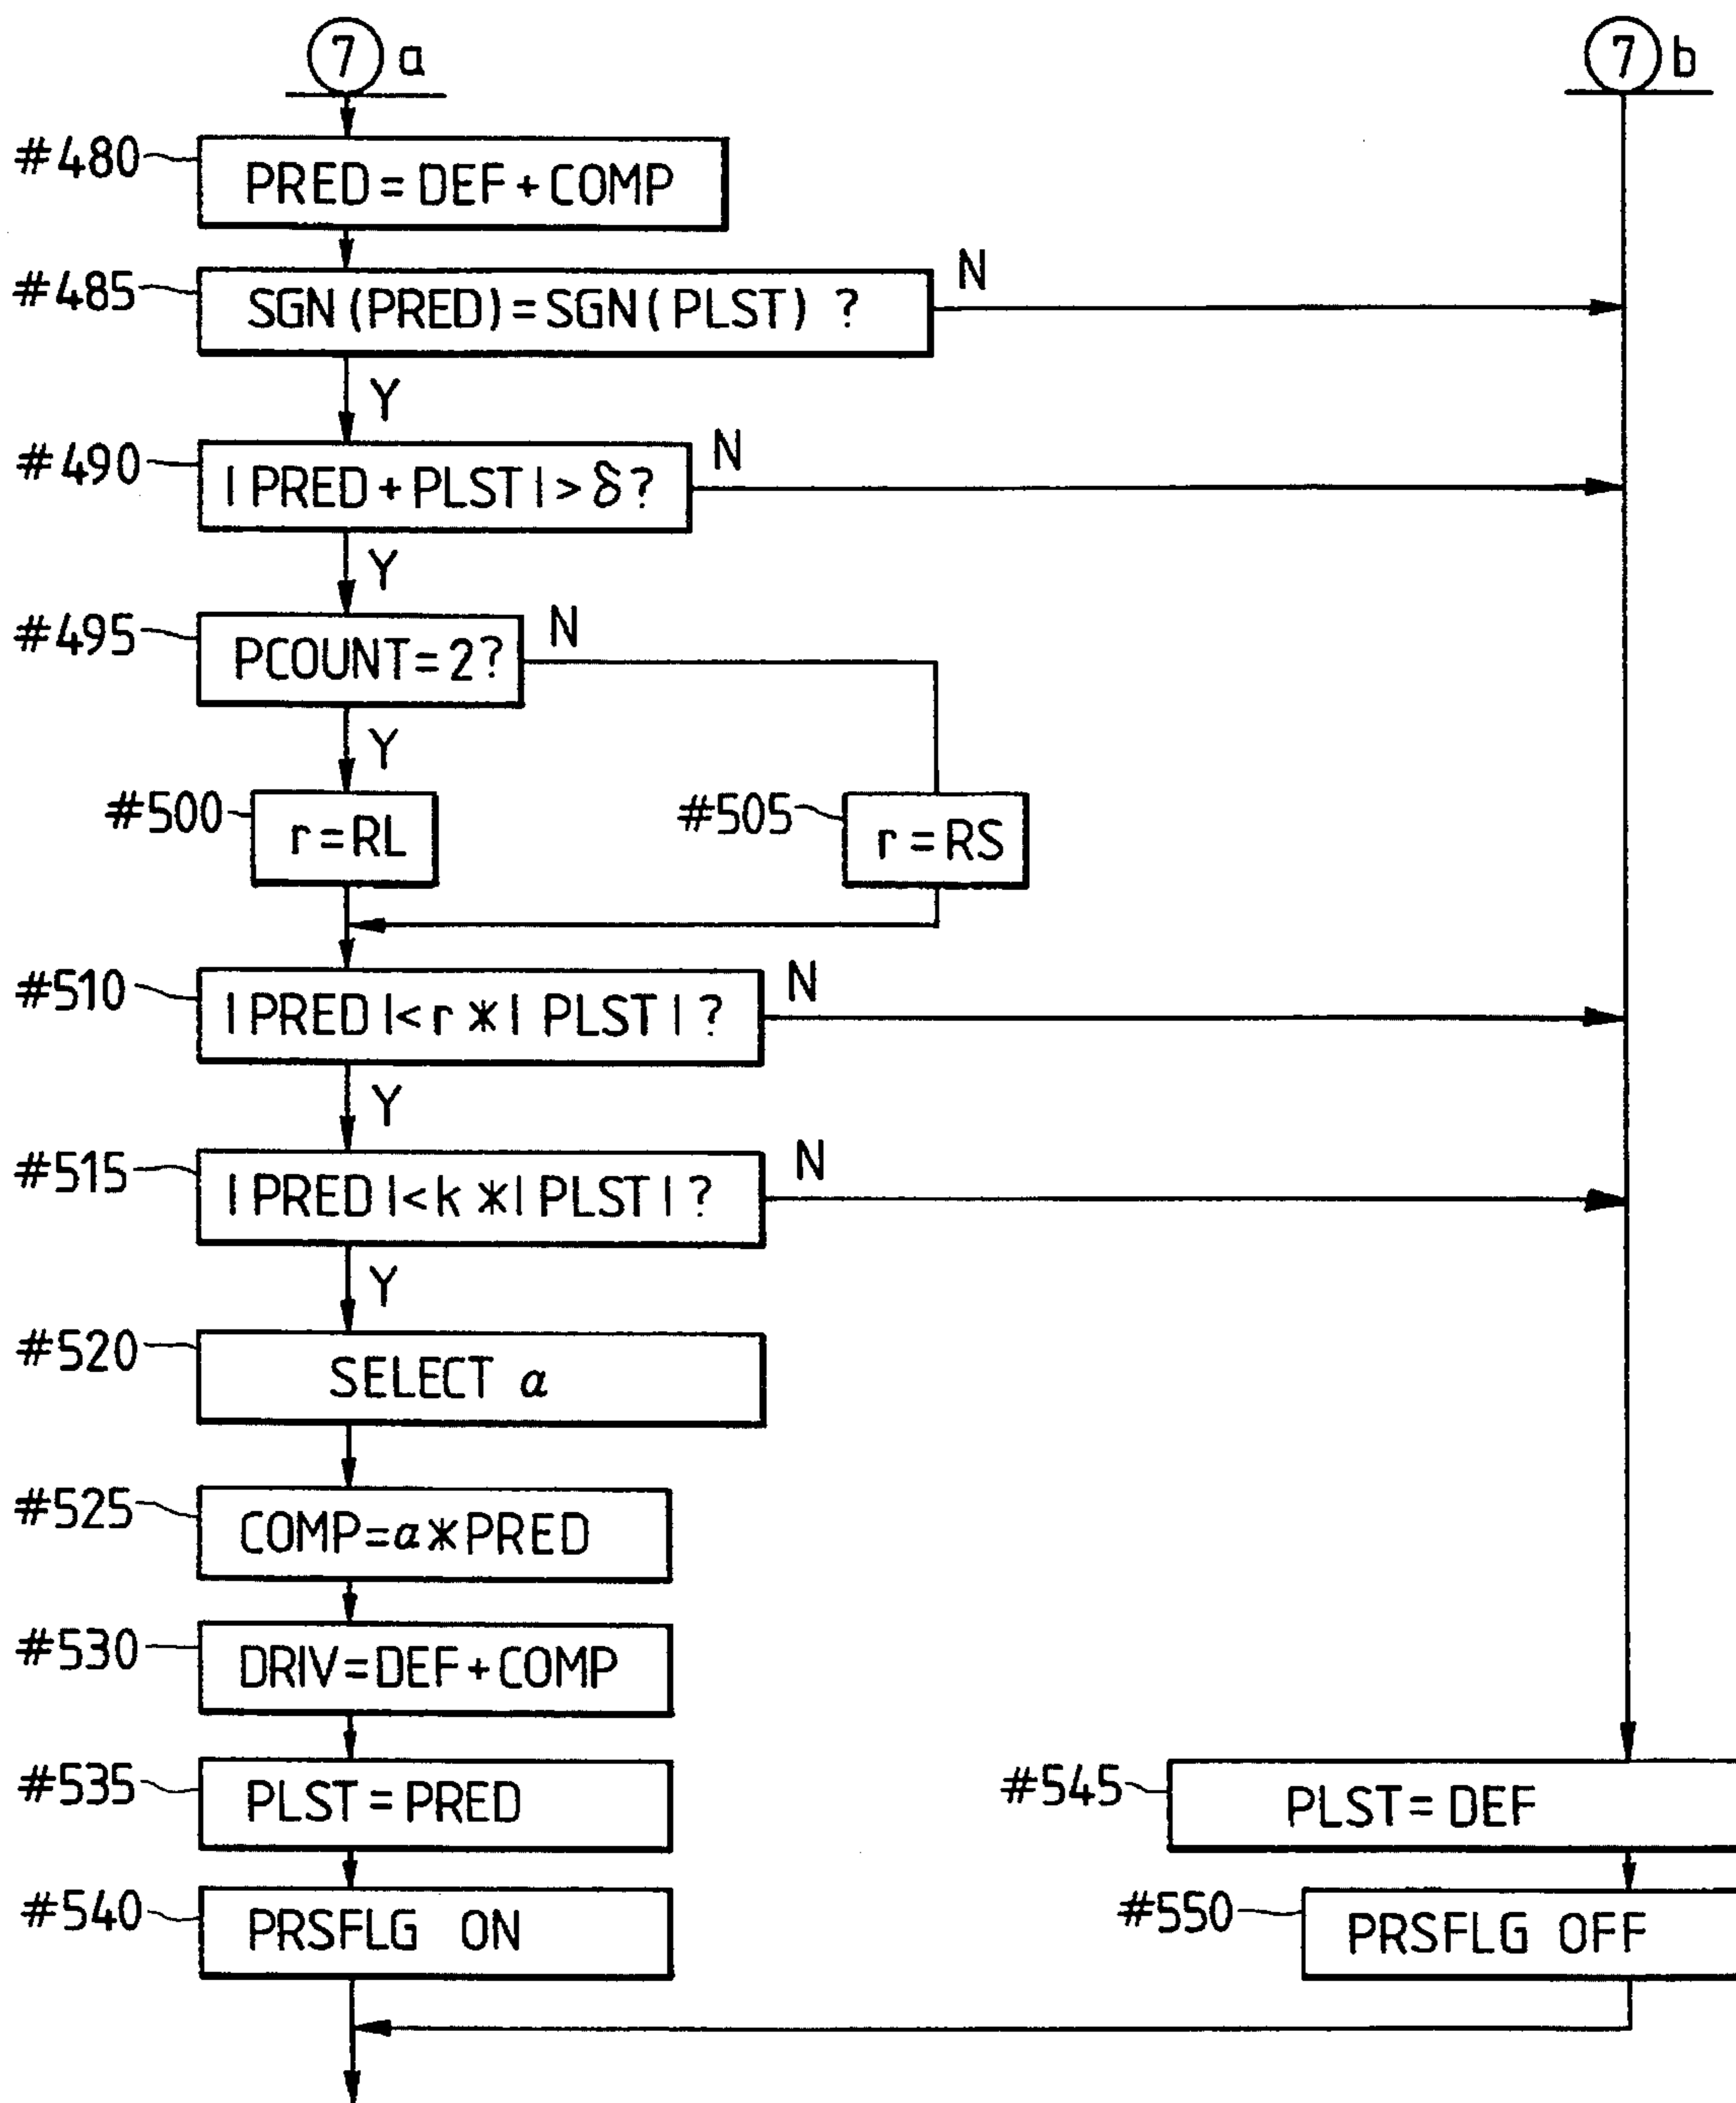 7 a
7 b
#480
PRED = DEF + COMP
#485
SGN (PRED) = SGN (PLST) ?
N
Y
#490
| PRED + PLST | > δ ?
N
Y
#495
PCOUNT = 2 ?
N
Y
#500
r = RL
#505
r = RS
#510
| PRED | < r * | PLST | ?
N
Y
#515
| PRED | < k * | PLST | ?
N
Y
#520
SELECT α
#525
COMP = α * PRED
#530
DRIV = DEF + COMP
#535
PLST = PRED
#545
PLST = DEF
#540
PRSFLG ON
#550
PRSFLG OFF